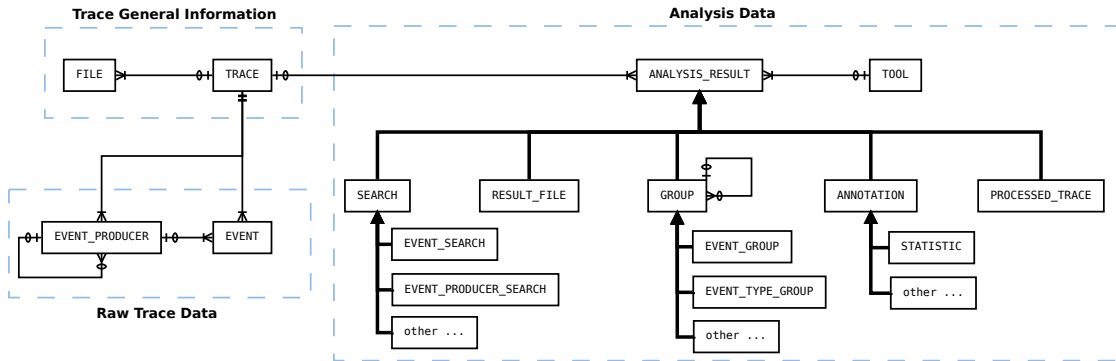 Trace General Information
Analysis Data
FILE
TRACE
ANALYSIS_RESULT
TOOL
SEARCH
RESULT_FILE
GROUP
ANNOTATION
PROCESSED_TRACE
EVENT_PRODUCER
EVENT
EVENT_SEARCH
EVENT_GROUP
STATISTIC
EVENT_PRODUCER_SEARCH
EVENT_TYPE_GROUP
other ...
Raw Trace Data
other ...
other ...